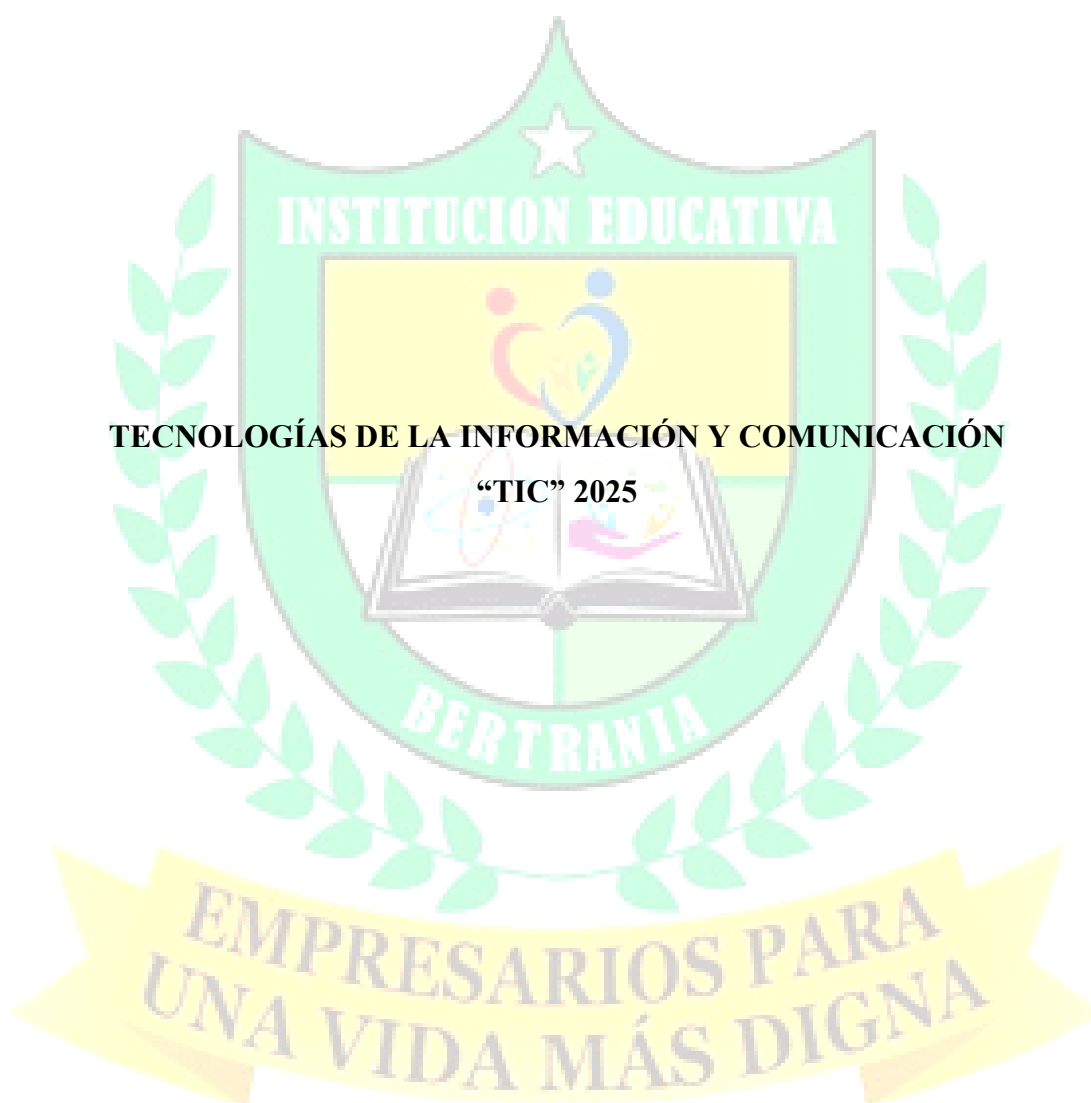 INSTITUCION EDUCATIVA
TECNOLOGÍAS DE LA INFORMACIÓN Y COMUNICACIÓN
“TIC” 2025
BERTRANIA
EMPRESARIOS PARA
UNA VIDA MÁS DIGNA